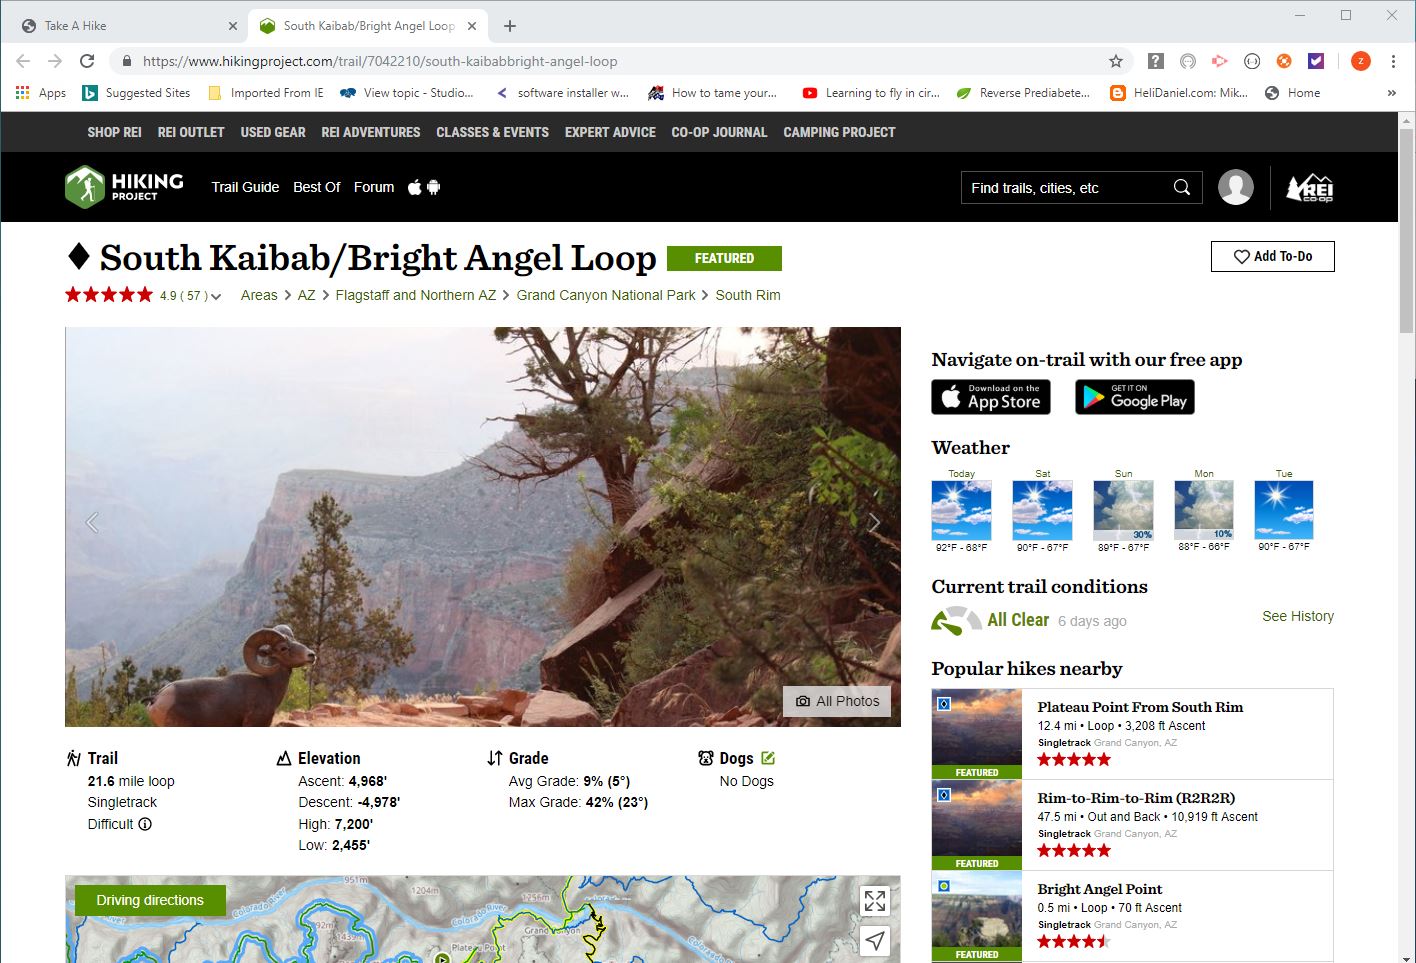 Take A Hike
South Kaibab/Bright Angel Loop
https://www.hikingproject.com/trail/7042210/south-kaibabbright-angel-loop
Z
Apps
Suggested Sites
Imported From IE
View topic - Studio...
software installer w...
How to tame your...
Learning to fly in cir...
Reverse Prediabete...
HeliDaniel.com: Mik...
Home
»
SHOP REI
REI OUTLET
USED GEAR
REI ADVENTURES
CLASSES & EVENTS
EXPERT ADVICE
CO-OP JOURNAL
CAMPING PROJECT
HIKING
PROJECT
Trail Guide
Best Of
Forum
Find trails, cities, etc
REI
co-op
South Kaibab/Bright Angel Loop
FEATURED
Add To-Do
4.9 ( 57 )
Areas > AZ > Flagstaff and Northern AZ > Grand Canyon National Park > South Rim
All Photos
Trail
21.6 mile loop
Singletrack
Difficult
Elevation
Ascent: 4,968'
Descent: -4,978'
High: 7,200'
Low: 2,455'
Grade
Avg Grade: 9% (5°)
Max Grade: 42% (23°)
Dogs
No Dogs
Driving directions
951m
1204m
1256m
Colorado River
Colorado River
Plateau Point
Grand Canyon
Navigate on-trail with our free app
Download on the
App Store
GET IT ON
Google Play
Weather
Today
Sat
Sun
Mon
Tue
30%
10%
92°F - 68°F
90°F - 67°F
89°F - 67°F
88°F - 66°F
90°F - 67°F
Current trail conditions
All Clear 6 days ago
See History
Popular hikes nearby
Plateau Point From South Rim
12.4 mi • Loop • 3,208 ft Ascent
Singletrack Grand Canyon, AZ
FEATURED
Rim-to-Rim-to-Rim (R2R2R)
47.5 mi • Out and Back • 10,919 ft Ascent
Singletrack Grand Canyon, AZ
FEATURED
Bright Angel Point
0.5 mi • Loop • 70 ft Ascent
Singletrack Grand Canyon, AZ
FEATURED